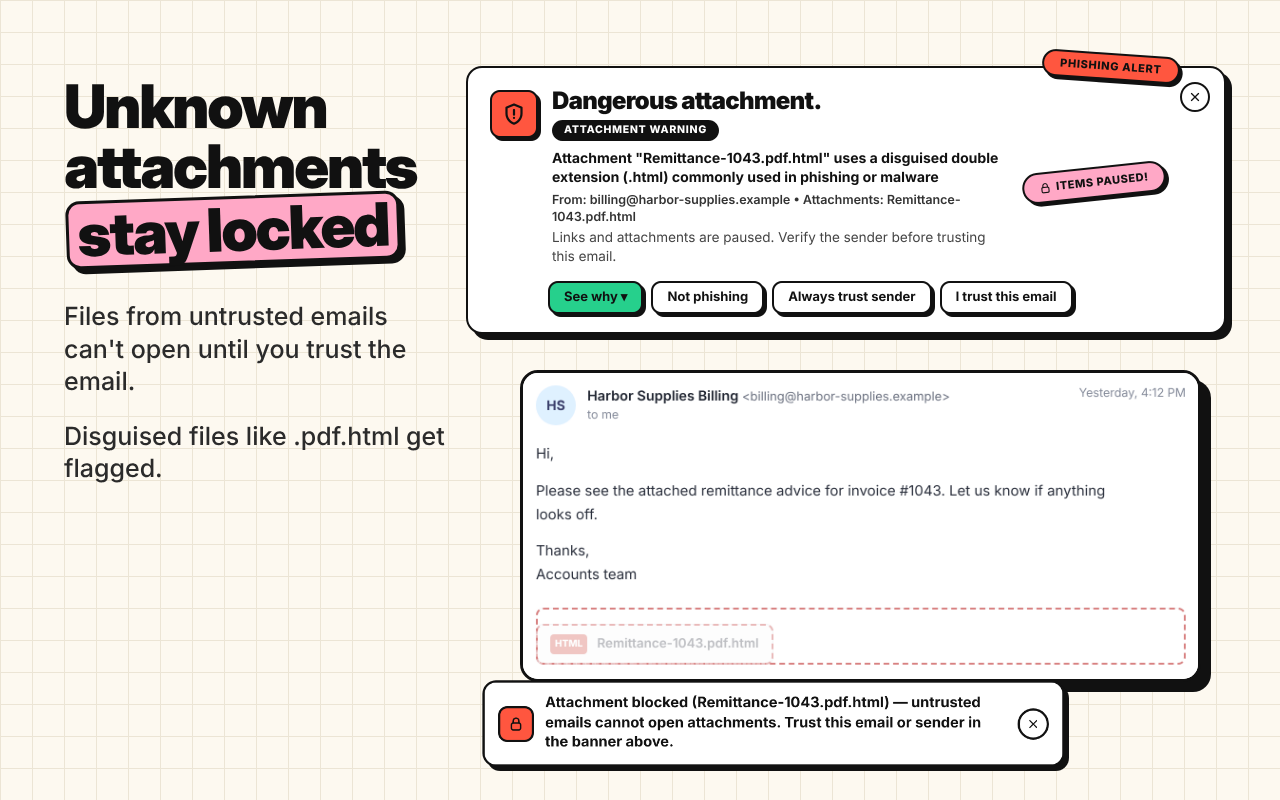 Unknown
attachments
stay locked
Files from untrusted emails
can't open until you trust the
email.
Disguised files like .pdf.html get
flagged.
PHISHING ALERT
Dangerous attachment.
ATTACHMENT WARNING
Attachment "Remittance-1043.pdf.html" uses a disguised double
extension (.html) commonly used in phishing or malware
From: billing@harbor-supplies.example • Attachments: Remittance-
1043.pdf.html
Links and attachments are paused. Verify the sender before trusting
this email.
ITEMS PAUSED!
See why ▾ Not phishing Always trust sender I trust this email
HS Harbor Supplies Billing <billing@harbor-supplies.example> Yesterday, 4:12 PM
to me
Hi,
Please see the attached remittance advice for invoice #1043. Let us know if anything
looks off.
Thanks,
Accounts team
HTML Remittance-1043.pdf.html
Attachment blocked (Remittance-1043.pdf.html) — untrusted
emails cannot open attachments. Trust this email or sender in
the banner above.